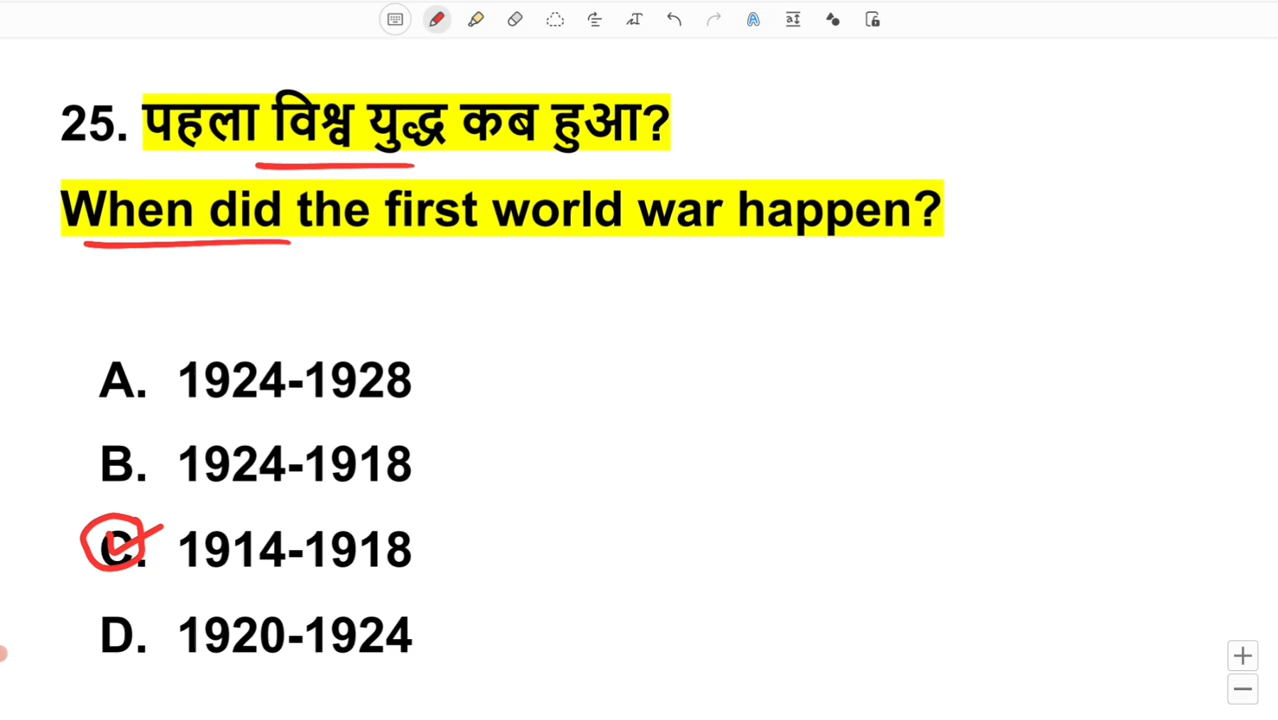 25. पहला विश्व युद्ध कब हुआ?
When did the first world war happen?
A. 1924-1928
B. 1924-1918
C. 1914-1918
D. 1920-1924